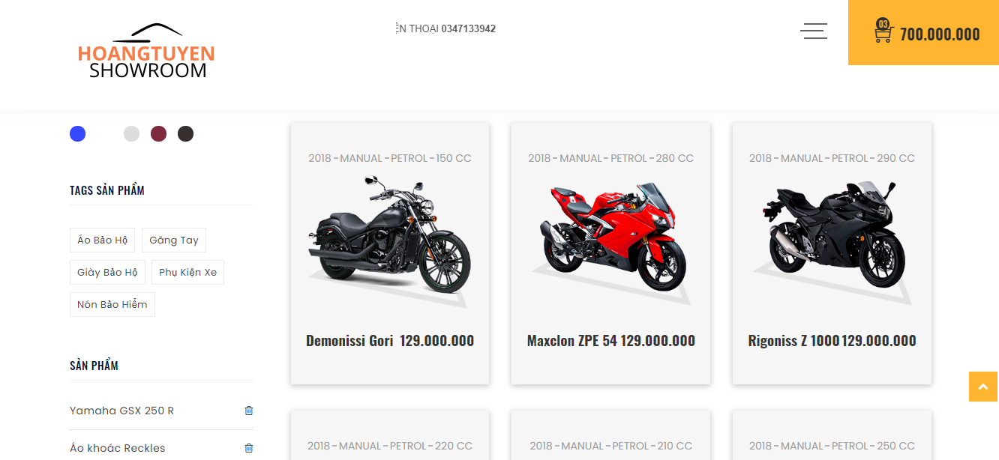 HOANGTUYEN
SHOWROOM
ỆN THOẠI 0347133942
03
700.000.000
TAGS SẢN PHẨM
Áo Bảo Hộ
Găng Tay
Giày Bảo Hộ
Phụ Kiện Xe
Nón Bảo Hiểm
SẢN PHẨM
Yamaha GSX 250 R
Áo khoác Reckles
2018 - MANUAL - PETROL - 150 CC
Demonissi Gori 129.000.000
2018 - MANUAL - PETROL - 280 CC
Maxclon ZPE 54 129.000.000
2018 - MANUAL - PETROL - 290 CC
Rigoniss Z 1000 129.000.000
2018 - MANUAL - PETROL - 220 CC
2018 - MANUAL - PETROL - 210 CC
2018 - MANUAL - PETROL - 250 CC